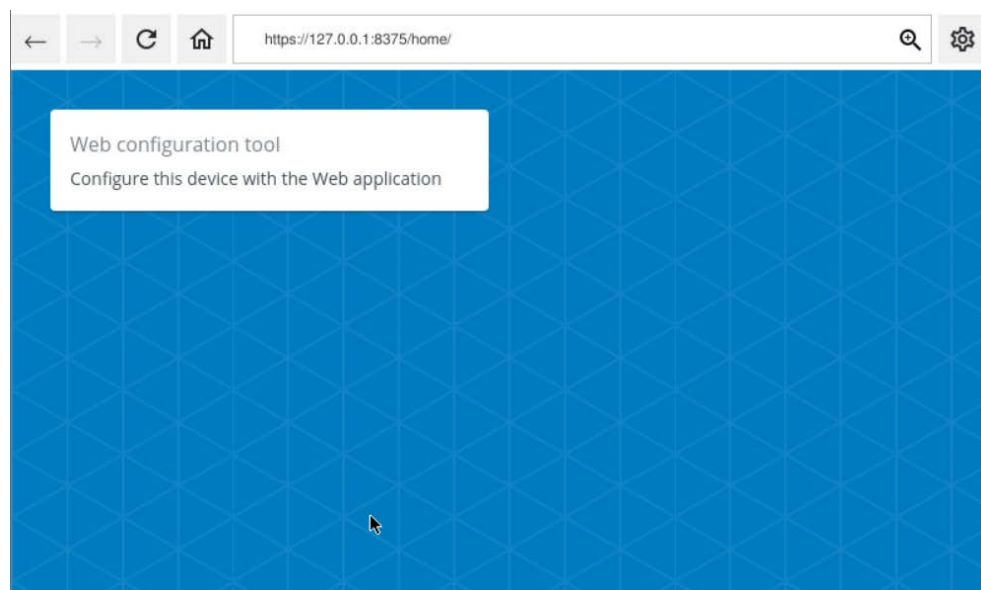 https://127.0.0.1:8375/home/
Web configuration tool
Configure this device with the Web application